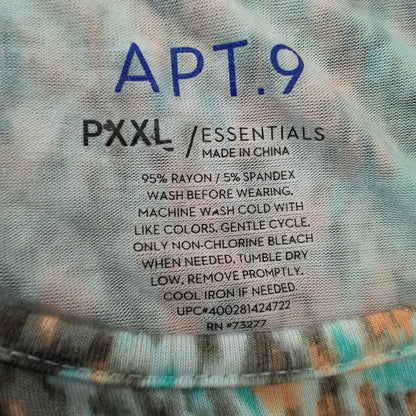 APT.9
PXXL / ESSENTIALS
MADE IN CHINA
95% RAYON / 5% SPANDEX
WASH BEFORE WEARING.
MACHINE WASH COLD WITH
LIKE COLORS. GENTLE CYCLE.
ONLY NON-CHLORINE BLEACH
WHEN NEEDED. TUMBLE DRY
LOW. REMOVE PROMPTLY.
COOL IRON IF NEEDED.
UPC#400281424722
RN #73277